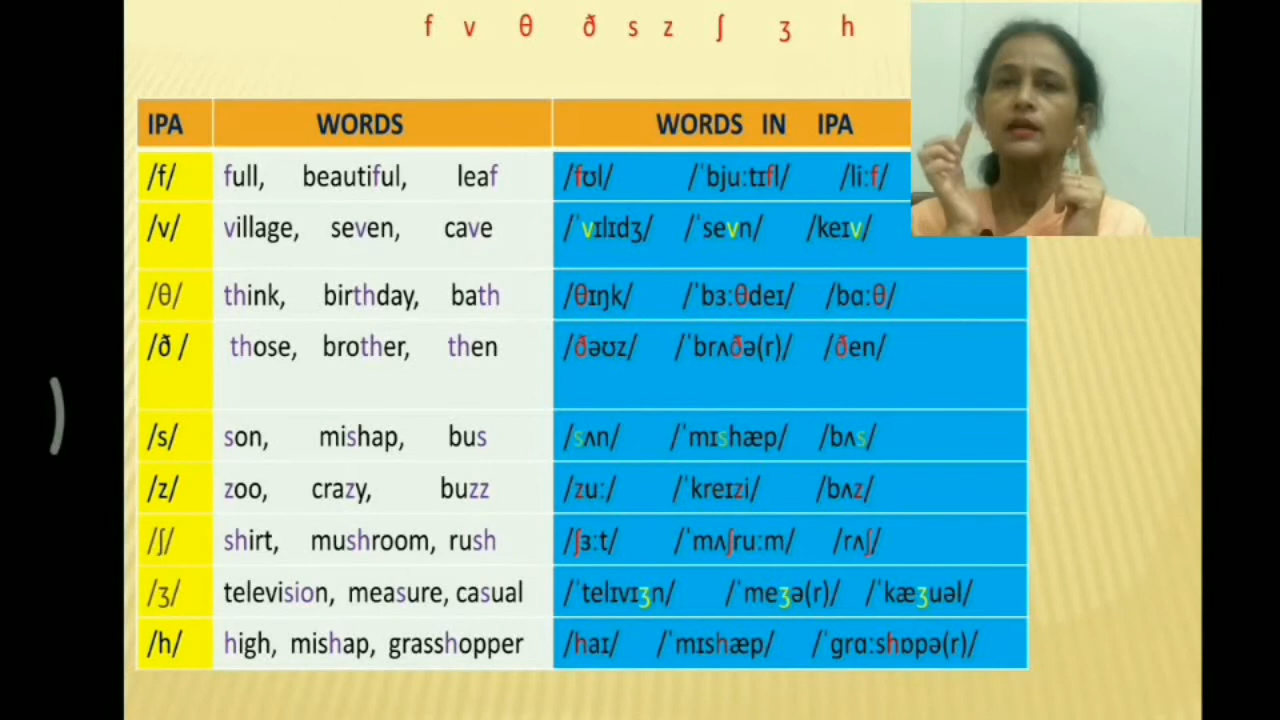 f v θ ð s z ʃ ʒ h
IPA WORDS WORDS IN IPA
/f/ full, beautiful, leaf /fʊl/ /ˈbjuːtɪfl/ /liːf/
/v/ village, seven, cave /ˈvɪlɪdʒ/ /ˈsevn/ /keɪv/
/θ/ think, birthday, bath /θɪŋk/ /ˈbɜːθdeɪ/ /bɑːθ/
/ð / those, brother, then /ðəʊz/ /ˈbrʌðə(r)/ /ðen/
/s/ son, mishap, bus /sʌn/ /ˈmɪshæp/ /bʌs/
/z/ zoo, crazy, buzz /zuː/ /ˈkreɪzi/ /bʌz/
/ʃ/ shirt, mushroom, rush /ʃɜːt/ /ˈmʌʃruːm/ /rʌʃ/
/ʒ/ television, measure, casual /ˈtelɪvɪʒn/ /ˈmeʒə(r)/ /ˈkæʒuəl/
/h/ high, mishap, grasshopper /haɪ/ /ˈmɪshæp/ /ˈɡrɑːshɒpə(r)/